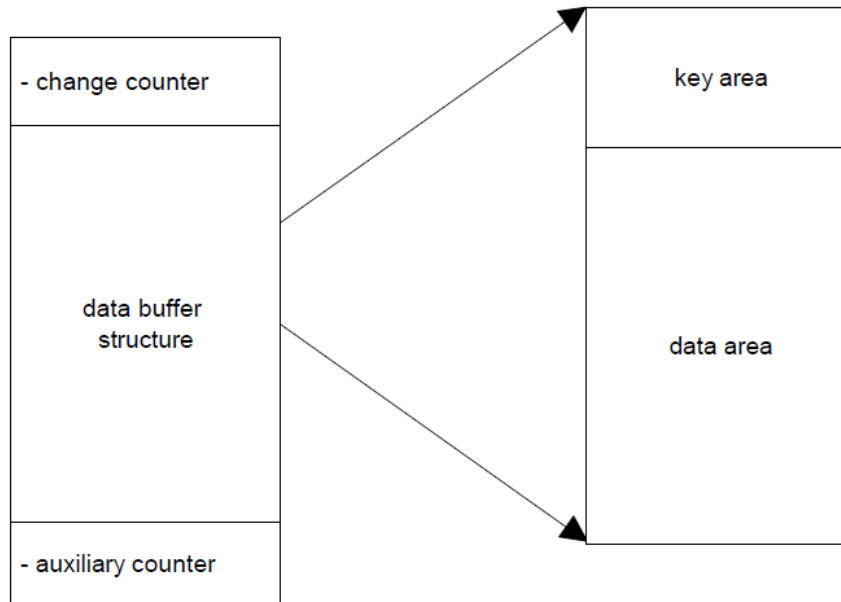 - change counter
data buffer
structure
- auxiliary counter
key area
data area